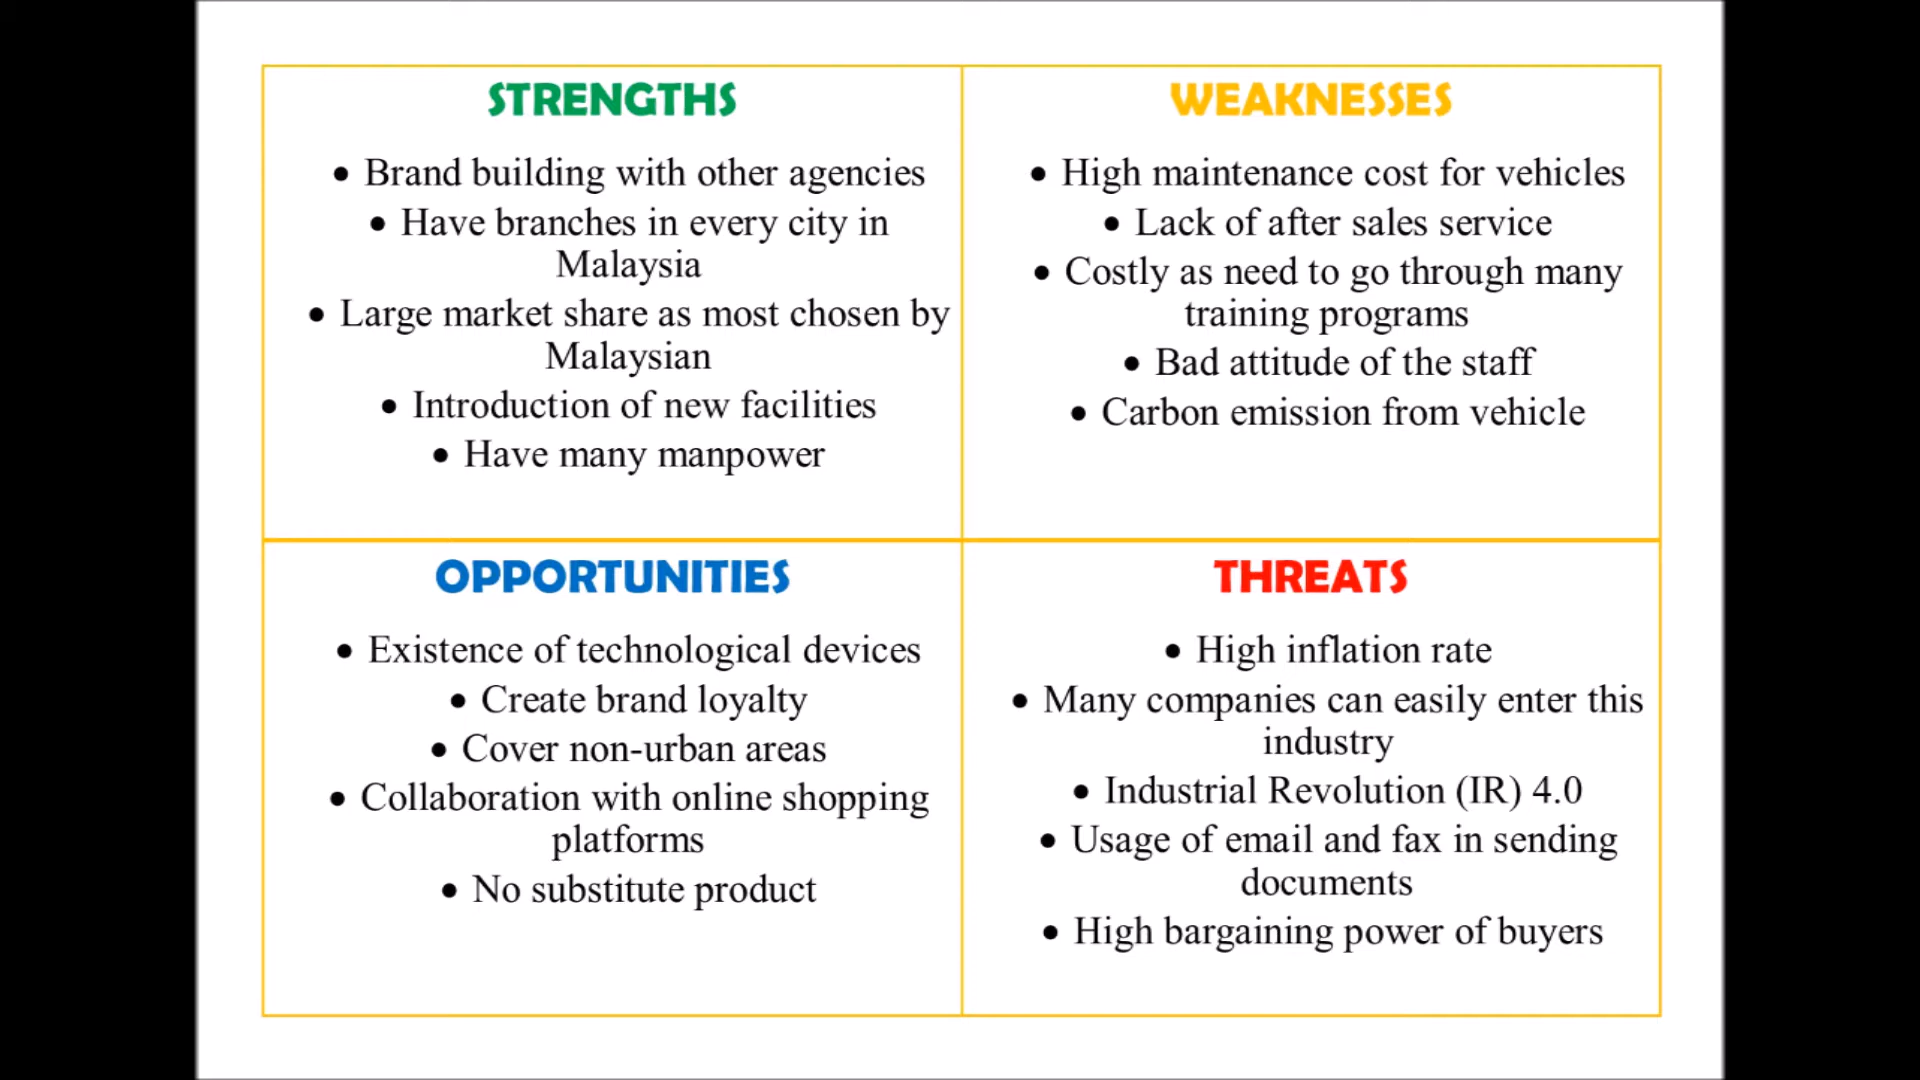 STRENGTHS
• Brand building with other agencies
• Have branches in every city in
Malaysia
• Large market share as most chosen by
Malaysian
• Introduction of new facilities
• Have many manpower
WEAKNESSES
• High maintenance cost for vehicles
• Lack of after sales service
• Costly as need to go through many
training programs
• Bad attitude of the staff
• Carbon emission from vehicle
OPPORTUNITIES
• Existence of technological devices
• Create brand loyalty
• Cover non-urban areas
• Collaboration with online shopping
platforms
• No substitute product
THREATS
• High inflation rate
• Many companies can easily enter this
industry
• Industrial Revolution (IR) 4.0
• Usage of email and fax in sending
documents
• High bargaining power of buyers